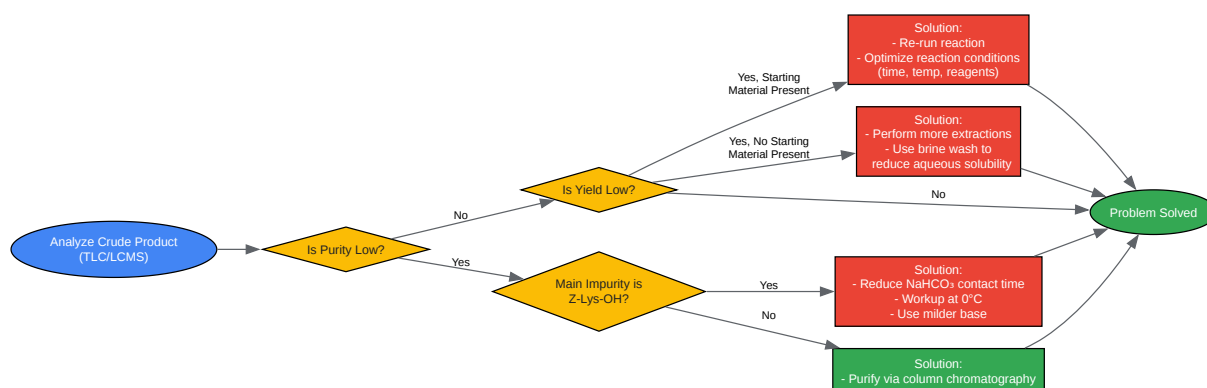 Analyze Crude Product
(TLC/LCMS)
Is Purity Low?
No
Yes
Is Yield Low?
Main Impurity is
Z-Lys-OH?
Yes, Starting
Material Present
Yes, No Starting
Material Present
No
Yes
No
Solution:
- Re-run reaction
- Optimize reaction conditions
(time, temp, reagents)
Solution:
- Perform more extractions
- Use brine wash to
reduce aqueous solubility
Solution:
- Reduce NaHCO₃ contact time
- Workup at 0°C
- Use milder base
Solution:
- Purify via column chromatography
Problem Solved